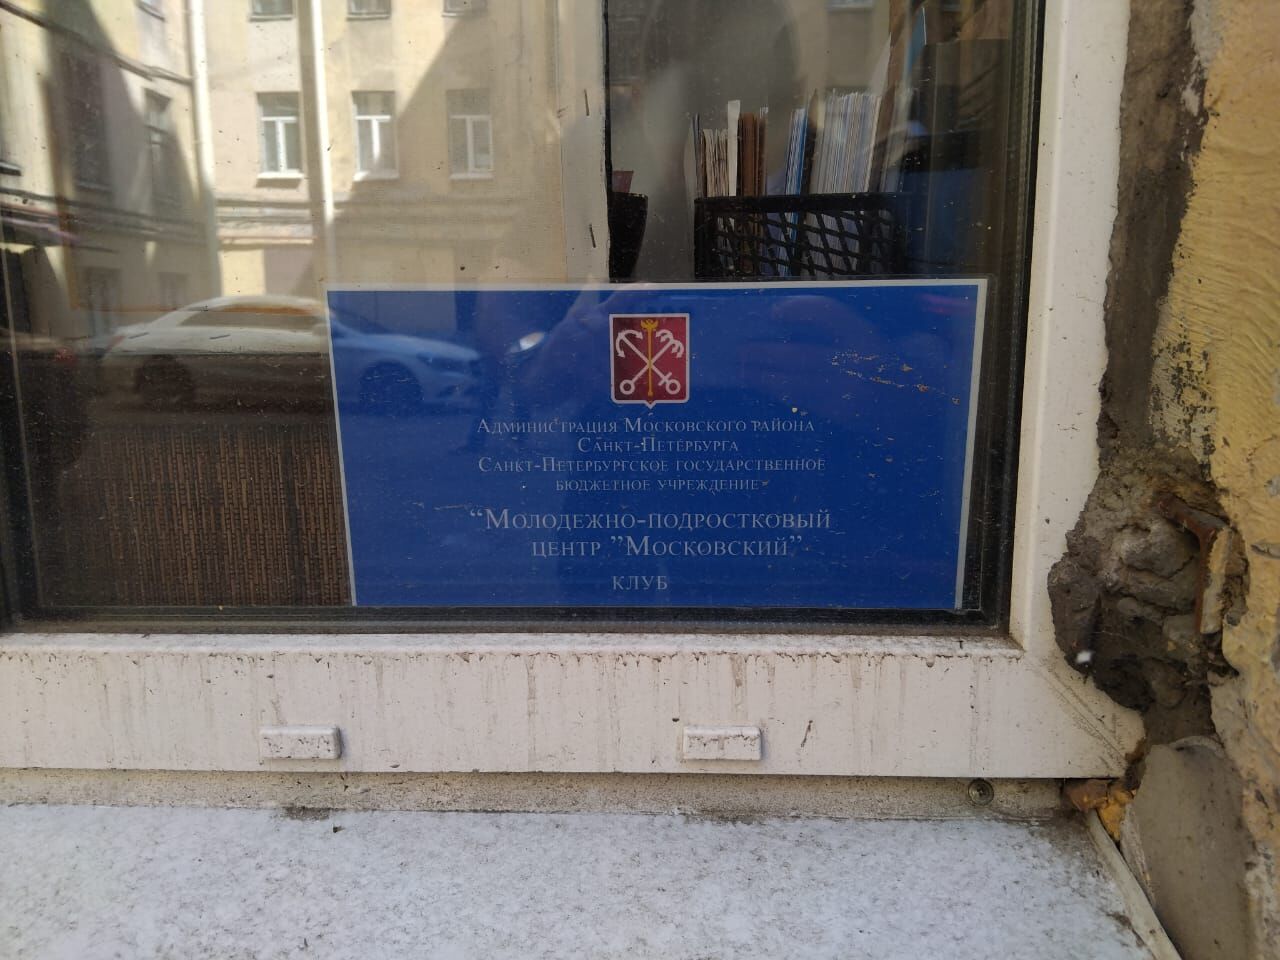 Администрация Московского района
Санкт-Петербурга
Санкт-Петербургское государственное
бюджетное учреждение
“Молодежно-подростковый
центр ”Московский”
клуб